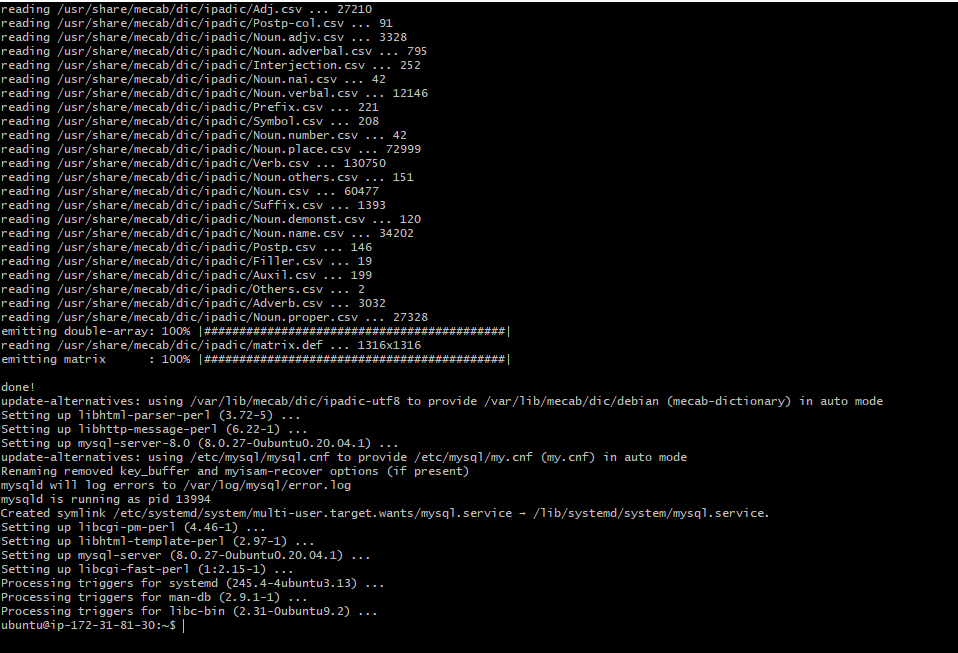 reading /usr/share/mecab/dic/ipadic/Adj.csv ... 27210
reading /usr/share/mecab/dic/ipadic/Postp-col.csv ... 91
reading /usr/share/mecab/dic/ipadic/Noun.adjv.csv ... 3328
reading /usr/share/mecab/dic/ipadic/Noun.adverbal.csv ... 795
reading /usr/share/mecab/dic/ipadic/Interjection.csv ... 252
reading /usr/share/mecab/dic/ipadic/Noun.nai.csv ... 42
reading /usr/share/mecab/dic/ipadic/Noun.verbal.csv ... 12146
reading /usr/share/mecab/dic/ipadic/Prefix.csv ... 221
reading /usr/share/mecab/dic/ipadic/Symbol.csv ... 208
reading /usr/share/mecab/dic/ipadic/Noun.number.csv ... 42
reading /usr/share/mecab/dic/ipadic/Noun.place.csv ... 72999
reading /usr/share/mecab/dic/ipadic/Verb.csv ... 130750
reading /usr/share/mecab/dic/ipadic/Noun.others.csv ... 151
reading /usr/share/mecab/dic/ipadic/Noun.csv ... 60477
reading /usr/share/mecab/dic/ipadic/Suffix.csv ... 1393
reading /usr/share/mecab/dic/ipadic/Noun.demonst.csv ... 120
reading /usr/share/mecab/dic/ipadic/Noun.name.csv ... 34202
reading /usr/share/mecab/dic/ipadic/Postp.csv ... 146
reading /usr/share/mecab/dic/ipadic/Filler.csv ... 19
reading /usr/share/mecab/dic/ipadic/Auxil.csv ... 199
reading /usr/share/mecab/dic/ipadic/Others.csv ... 2
reading /usr/share/mecab/dic/ipadic/Adverb.csv ... 3032
reading /usr/share/mecab/dic/ipadic/Noun.proper.csv ... 27328
emitting double-array: 100% |###########################################|
reading /usr/share/mecab/dic/ipadic/matrix.def ... 1316x1316
emitting matrix      : 100% |###########################################|

done!
update-alternatives: using /var/lib/mecab/dic/ipadic-utf8 to provide /var/lib/mecab/dic/debian (mecab-dictionary) in auto mode
Setting up libhtml-parser-perl (3.72-5) ...
Setting up libhttp-message-perl (6.22-1) ...
Setting up mysql-server-8.0 (8.0.27-0ubuntu0.20.04.1) ...
update-alternatives: using /etc/mysql/mysql.cnf to provide /etc/mysql/my.cnf (my.cnf) in auto mode
Renaming removed key_buffer and myisam-recover options (if present)
mysqld will log errors to /var/log/mysql/error.log
mysqld is running as pid 13994
Created symlink /etc/systemd/system/multi-user.target.wants/mysql.service → /lib/systemd/system/mysql.service.
Setting up libcgi-pm-perl (4.46-1) ...
Setting up libhtml-template-perl (2.97-1) ...
Setting up mysql-server (8.0.27-0ubuntu0.20.04.1) ...
Setting up libcgi-fast-perl (1:2.15-1) ...
Processing triggers for systemd (245.4-4ubuntu3.13) ...
Processing triggers for man-db (2.9.1-1) ...
Processing triggers for libc-bin (2.31-0ubuntu9.2) ...
ubuntu@ip-172-31-81-30:~$